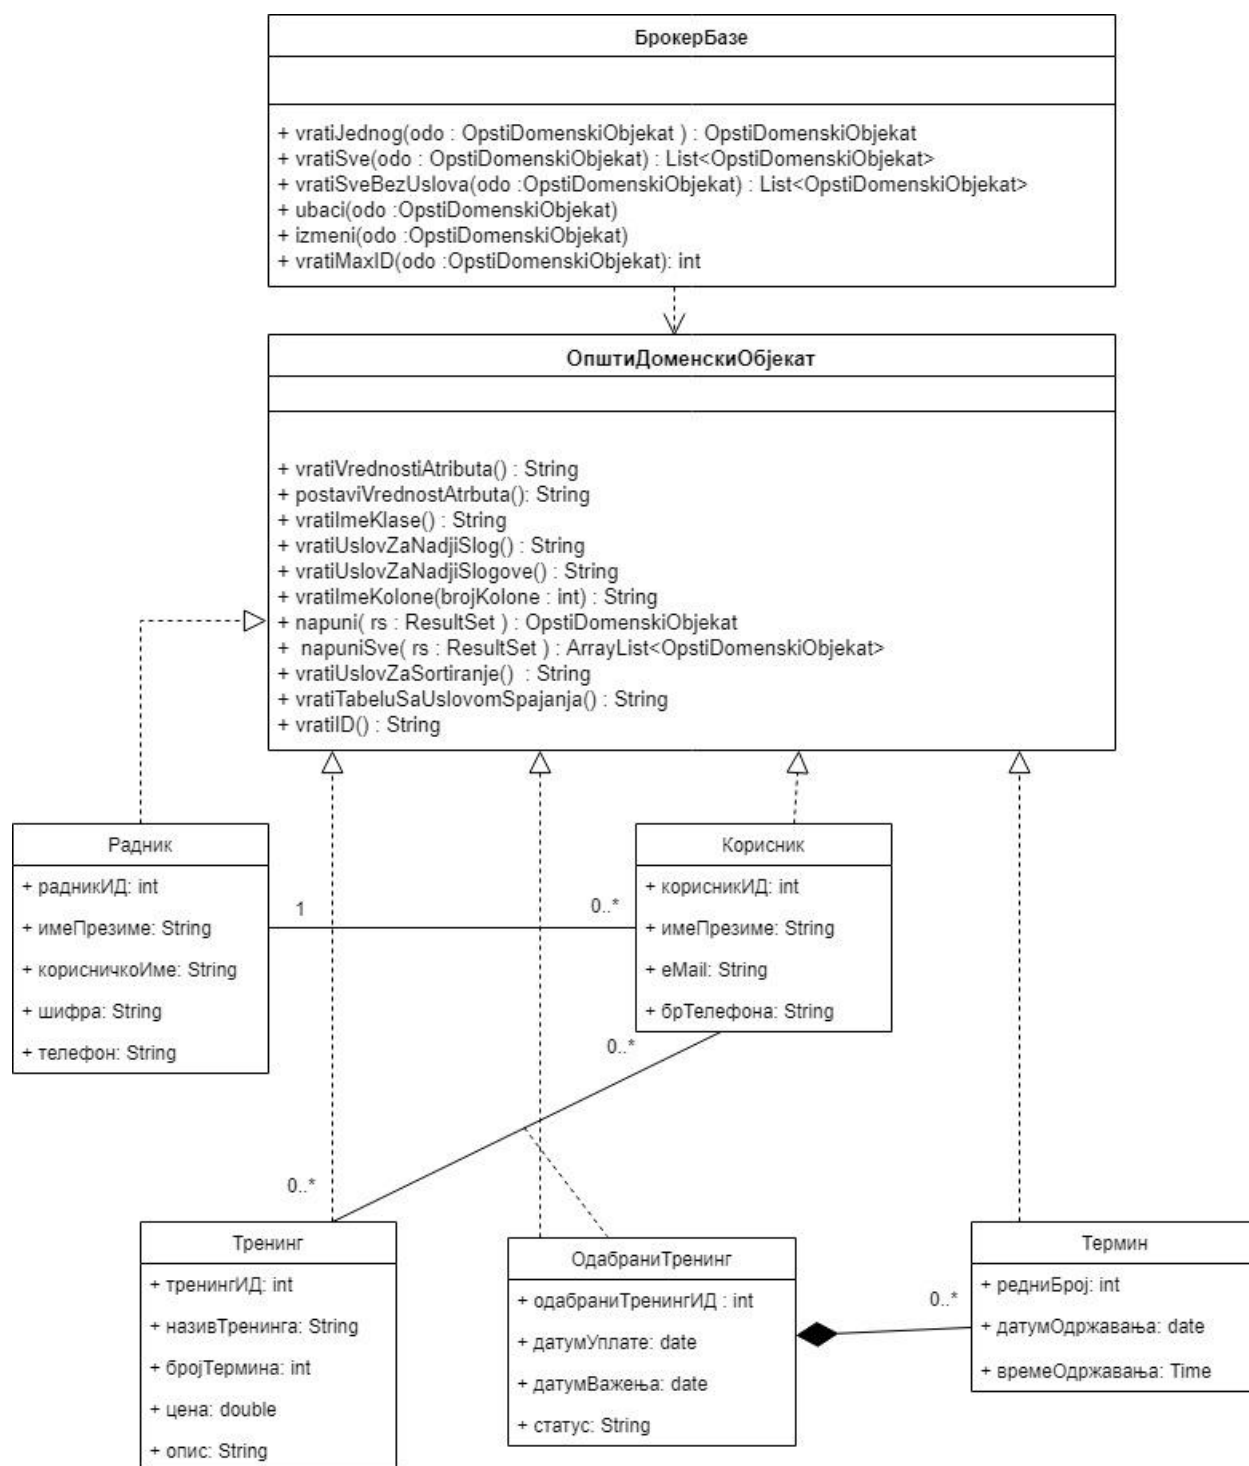 БрокерБазе
+ vratiJednog(odo : OpstiDomenskiObjekat ) : OpstiDomenskiObjekat
+ vratiSve(odo : OpstiDomenskiObjekat) : List<OpstiDomenskiObjekat>
+ vratiSveBezUslova(odo :OpstiDomenskiObjekat) : List<OpstiDomenskiObjekat>
+ ubaci(odo :OpstiDomenskiObjekat)
+ izmeni(odo :OpstiDomenskiObjekat)
+ vratiMaxID(odo :OpstiDomenskiObjekat): int
ОпштиДоменскиОбјекат
+ vratiVrednostiAtributa() : String
+ postaviVrednostAtrbuta(): String
+ vratiImeKlase() : String
+ vratiUslovZaNadjiSlog() : String
+ vratiUslovZaNadjiSlogove() : String
+ vratiImeKolone(brojKolone : int) : String
+ napuni( rs : ResultSet ) : OpstiDomenskiObjekat
+ napuniSve( rs : ResultSet ) : ArrayList<OpstiDomenskiObjekat>
+ vratiUslovZaSortiranje() : String
+ vratiTabeluSaUslovomSpajanja() : String
+ vratiID() : String
Радник
+ радникИД: int
+ имеПрезиме: String
+ корисничкоИме: String
+ шифра: String
+ телефон: String
1
0..*
Корисник
+ корисникИД: int
+ имеПрезиме: String
+ eMail: String
+ брТелефона: String
0..*
0..*
Тренинг
+ тренингИД: int
+ називТренинга: String
+ бројТермина: int
+ цена: double
+ опис: String
ОдабраниТренинг
+ одабраниТренингИД : int
+ датумУплате: date
+ датумВажења: date
+ статус: String
0..*
Термин
+ редниБрој: int
+ датумОдржавања: date
+ времеОдржавања: Time